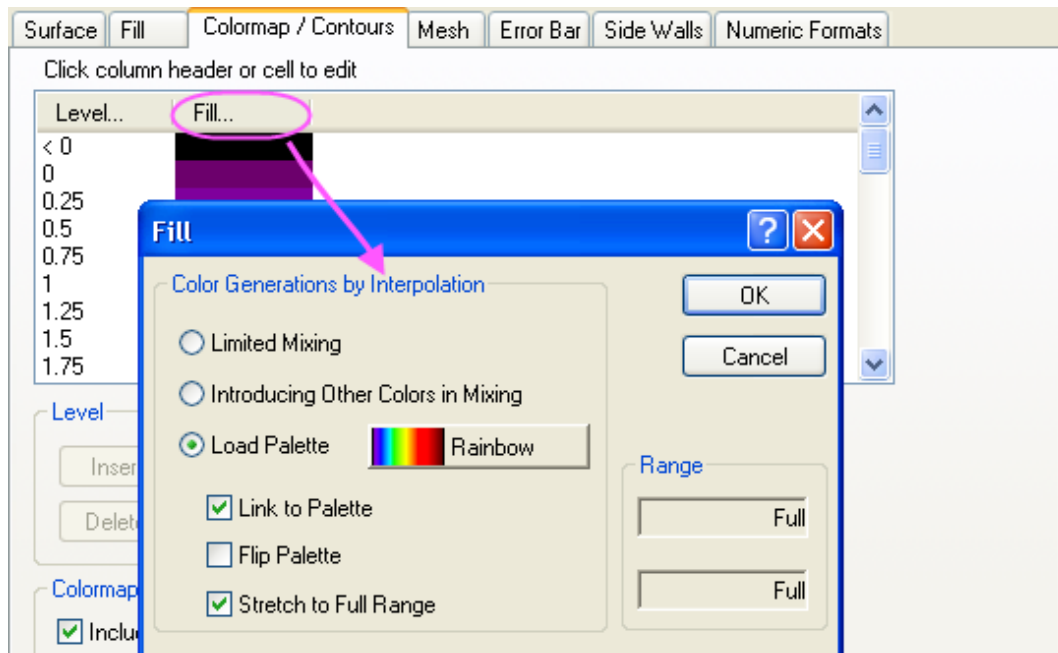 Surface Fill Colormap / Contours Mesh Error Bar Side Walls Numeric Formats
Click column header or cell to edit
Level... Fill...
< 0
0
0.25
0.5
0.75
1
1.25
1.5
1.75
Fill
Color Generations by Interpolation
Limited Mixing
Introducing Other Colors in Mixing
Load Palette Rainbow
Link to Palette
Flip Palette
Stretch to Full Range
OK
Cancel
Range
Full
Full
Level
Inser
Delet
Colormap
Inclu